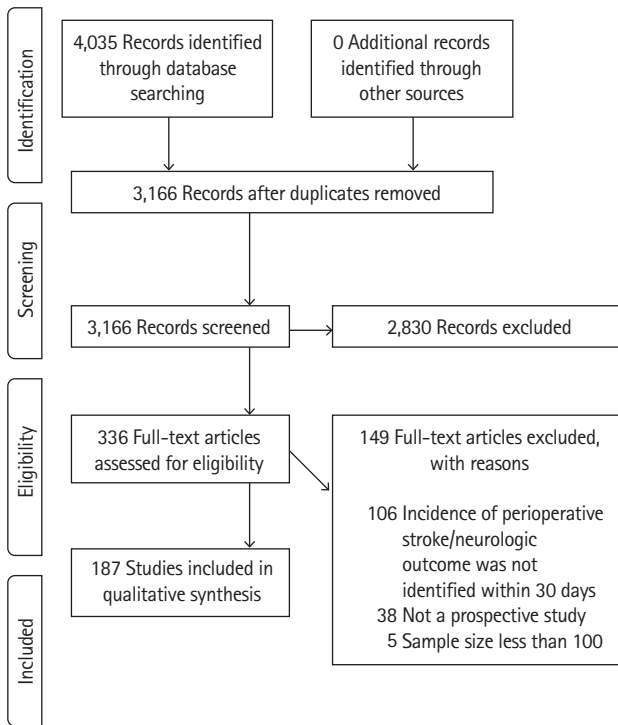 Identification
4,035 Records identified
through database
searching
0 Additional records
identified through
other sources
3,166 Records after duplicates removed
Screening
3,166 Records screened
2,830 Records excluded
Eligibility
336 Full-text articles
assessed for eligibility
149 Full-text articles excluded,
with reasons
106 Incidence of perioperative
stroke/neurologic
outcome was not
identified within 30 days
38 Not a prospective study
5 Sample size less than 100
Included
187 Studies included in
qualitative synthesis